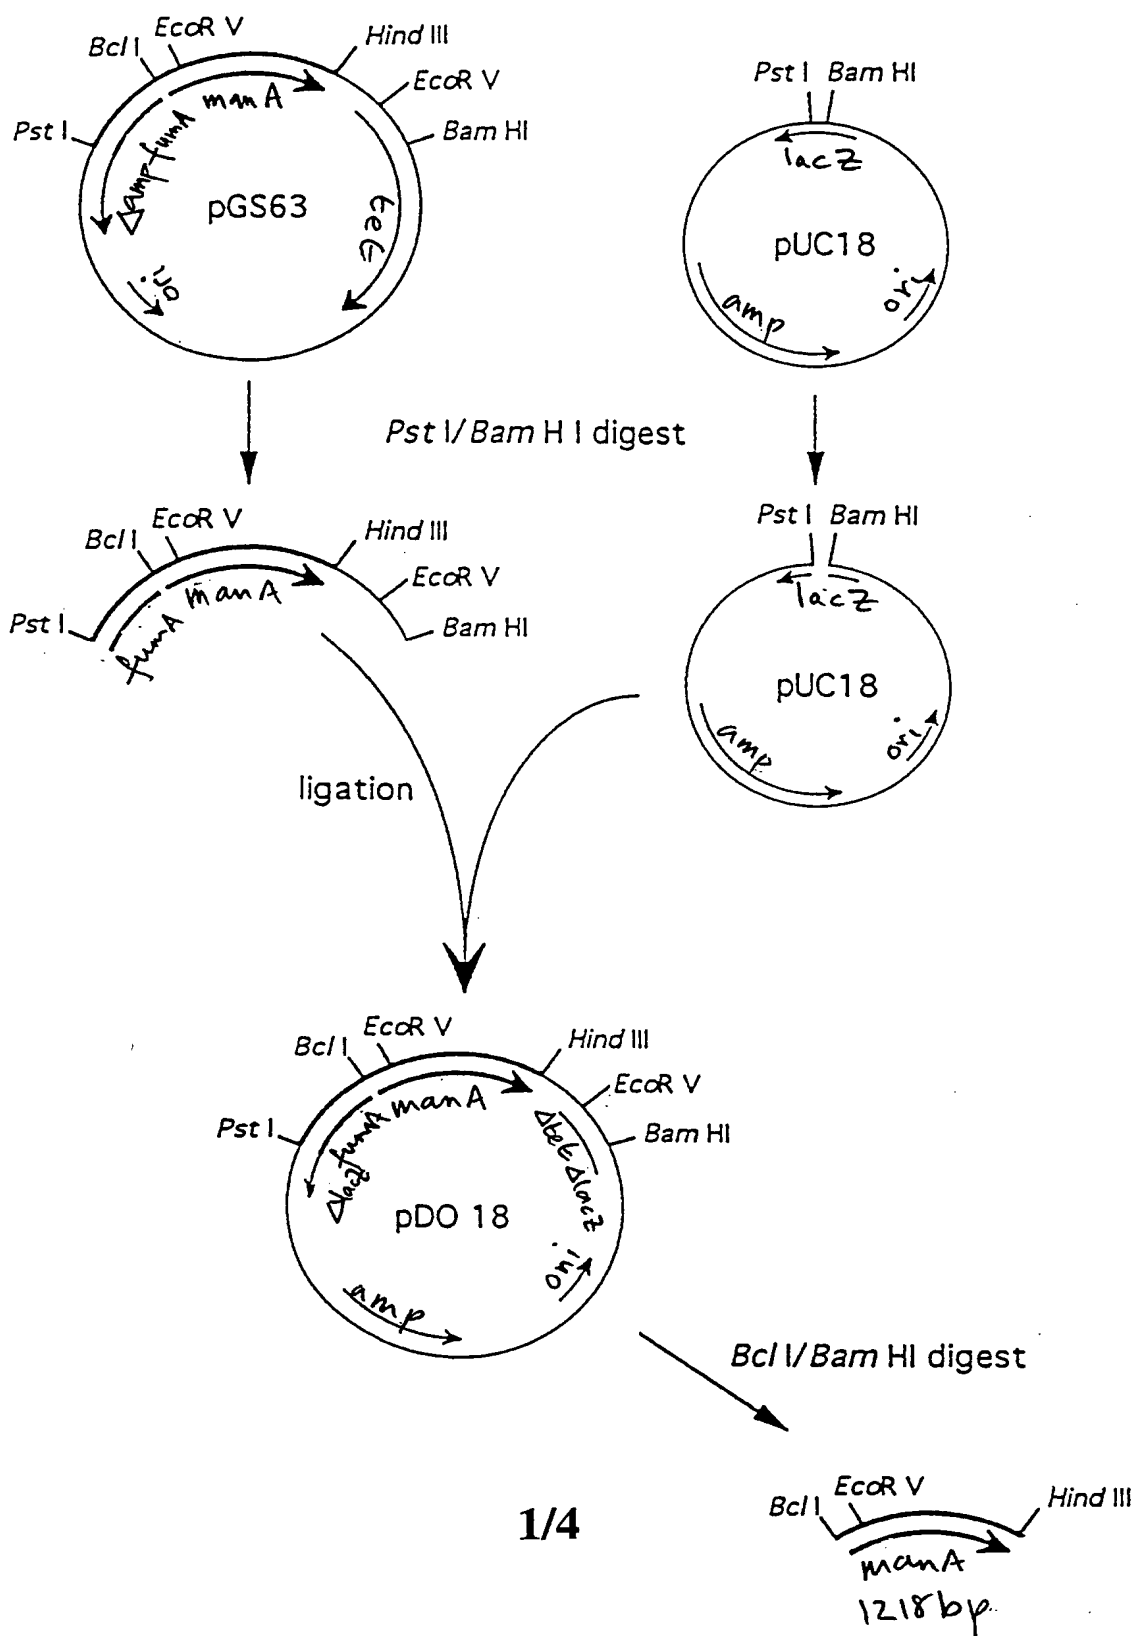 EcoR V
Bcl I
Hind III
EcoR V
Pst I
Bam HI
manA
fumA
Δamp
tet
pGS63
ori
Pst I Bam HI
lacZ
pUC18
amp
ori
Pst I/Bam H I digest
EcoR V
Bcl I
Hind III
EcoR V
Pst I
Bam HI
manA
fumA
Pst I Bam HI
lacZ
pUC18
amp
ori
ligation
EcoR V
Bcl I
Hind III
EcoR V
Pst I
Bam HI
manA
fumA
ΔlacZ
Δtet ΔlacZ
pDO 18
ori
amp
Bcl I/Bam HI digest
EcoR V
Bcl I
Hind III
manA
1218bp
1/4